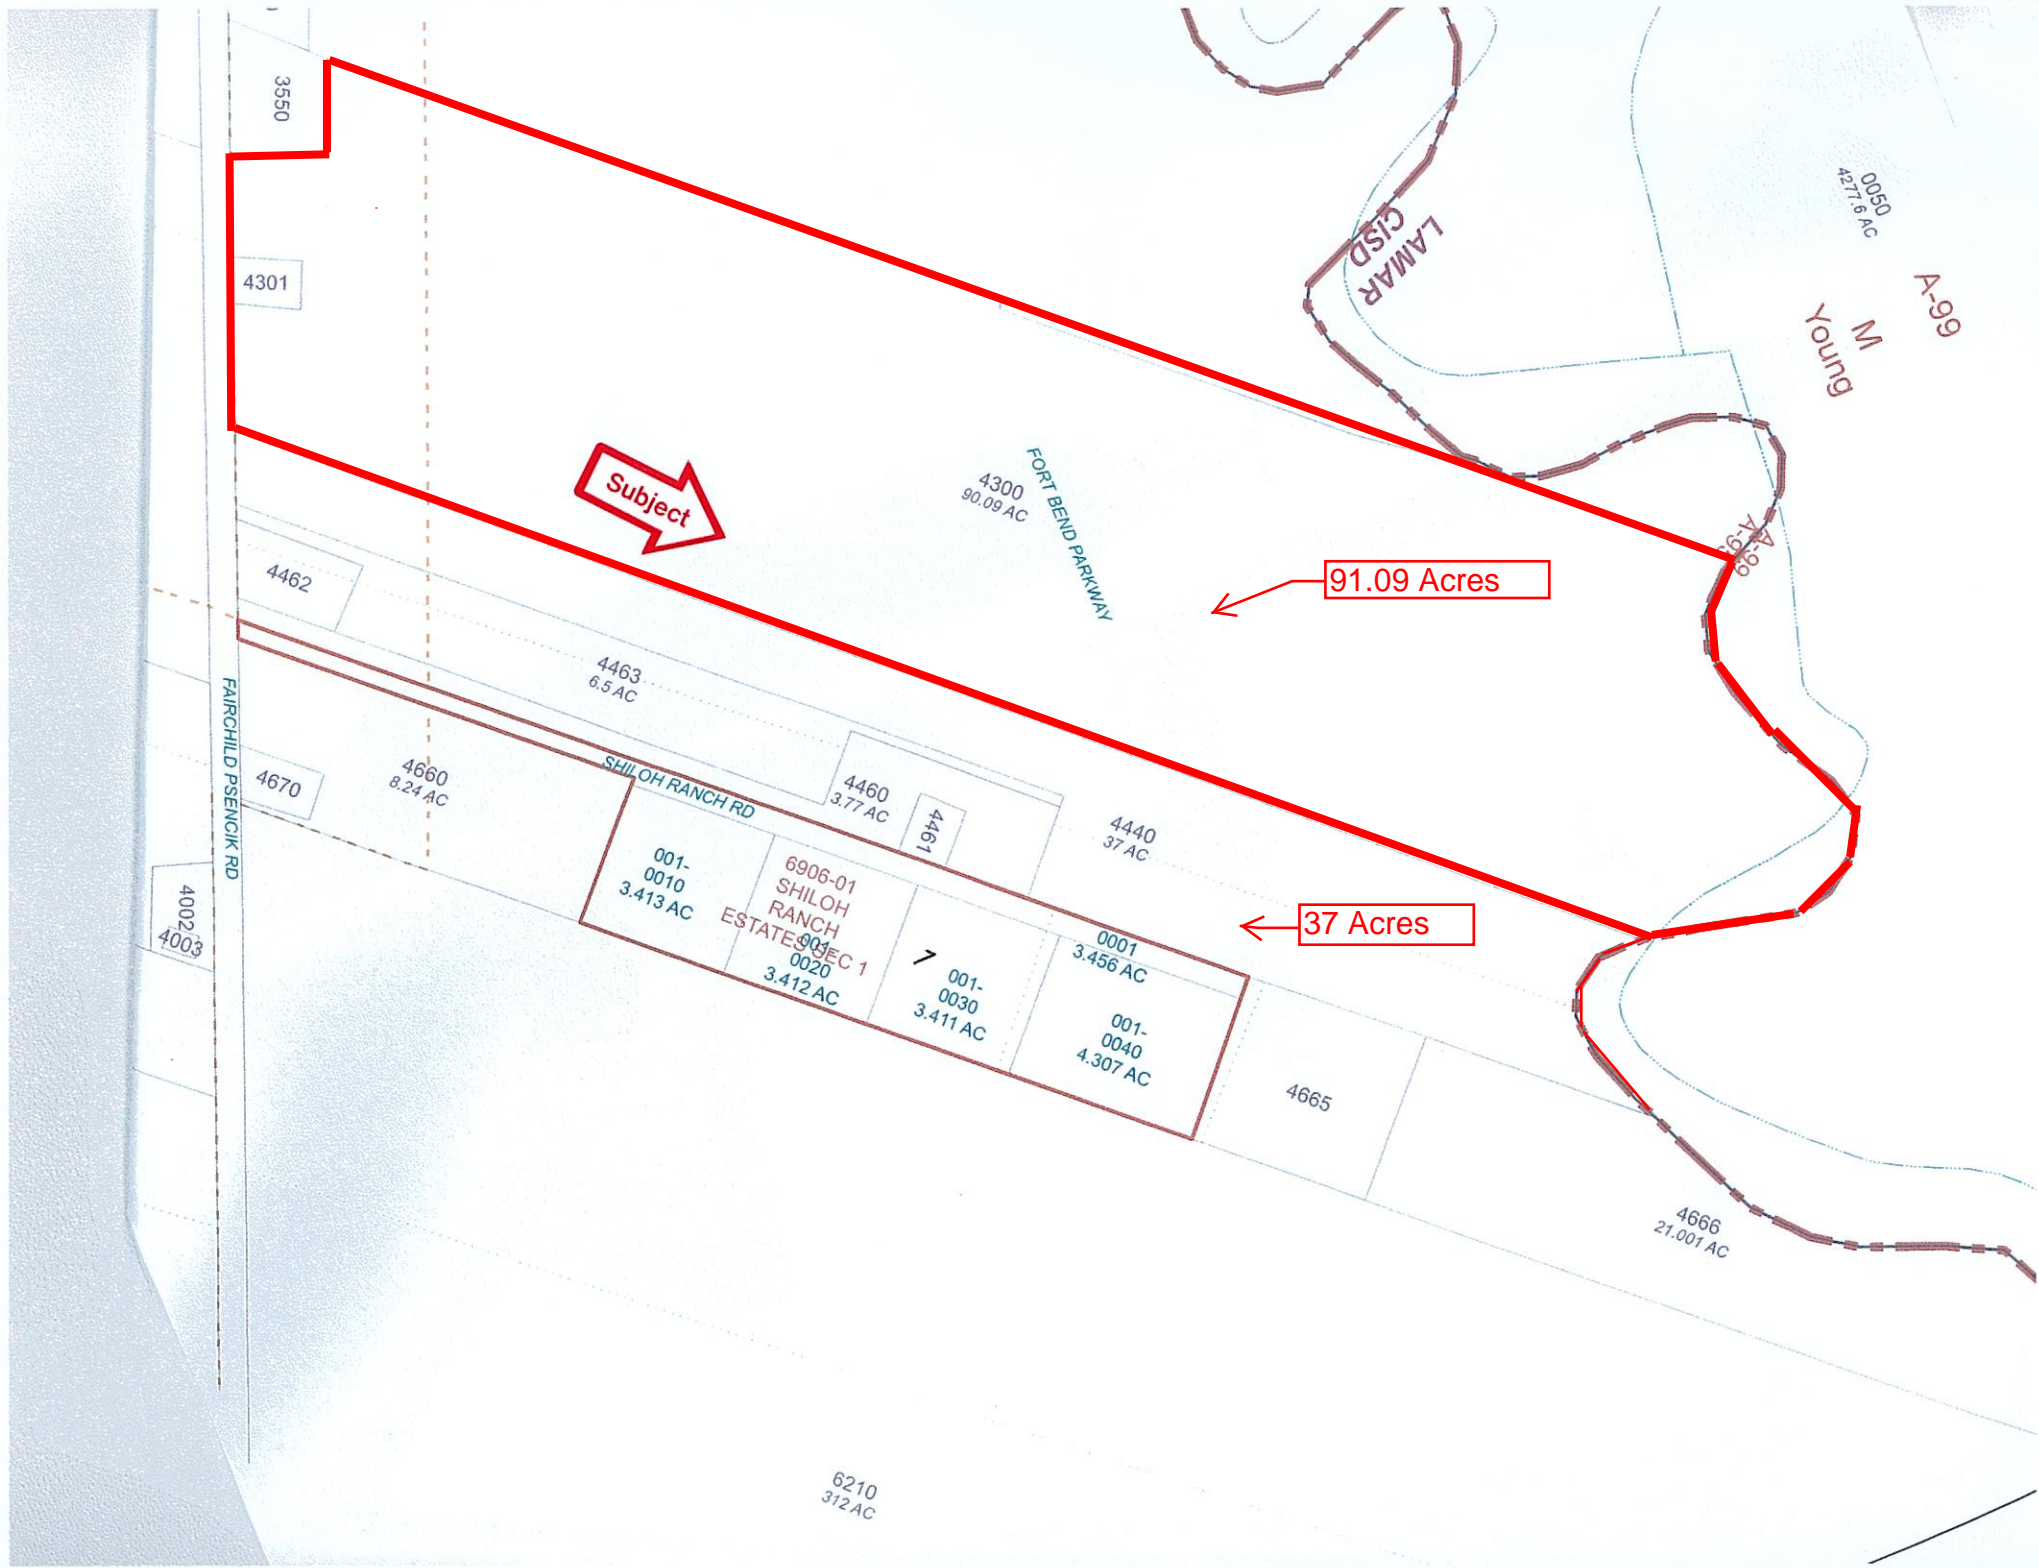 3550
0050
4277.6 AC
A-99
M
Young
LAMAR
CISD
4301
Subject
4300
90.09 AC
FORT BEND PARKWAY
A-99
91.09 Acres
4462
4463
6.5 AC
FAIRCHILD PSENCIK RD
4670
4660
8.24 AC
SHILOH RANCH RD
4460
3.77 AC
4461
4440
37 AC
001-
0010
3.413 AC
6906-01
SHILOH
RANCH
ESTATES SEC 1
001-
0020
3.412 AC
37 Acres
4002
4003
0001
3.456 AC
001-
0030
3.411 AC
001-
0040
4.307 AC
4665
4666
21.001 AC
6210
312 AC